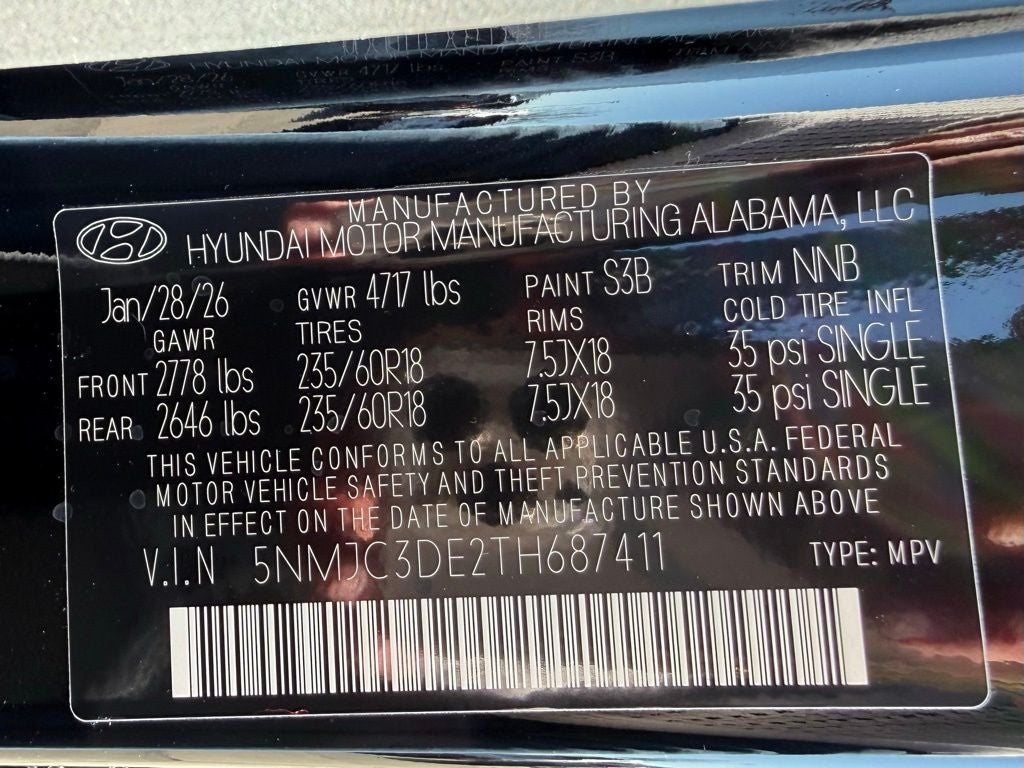 MANUFACTURED BY
HYUNDAI MOTOR MANUFACTURING ALABAMA, LLC
Jan/28/26 GVWR 4717 lbs PAINT S3B TRIM NNB
GAWR TIRES RIMS COLD TIRE INFL
FRONT 2778 lbs 235/60R18 7.5JX18 35 psi SINGLE
REAR 2646 lbs 235/60R18 7.5JX18 35 psi SINGLE
THIS VEHICLE CONFORMS TO ALL APPLICABLE U.S.A. FEDERAL
MOTOR VEHICLE SAFETY AND THEFT PREVENTION STANDARDS
IN EFFECT ON THE DATE OF MANUFACTURE SHOWN ABOVE
V.I.N 5NMJC3DE2TH687411 TYPE: MPV